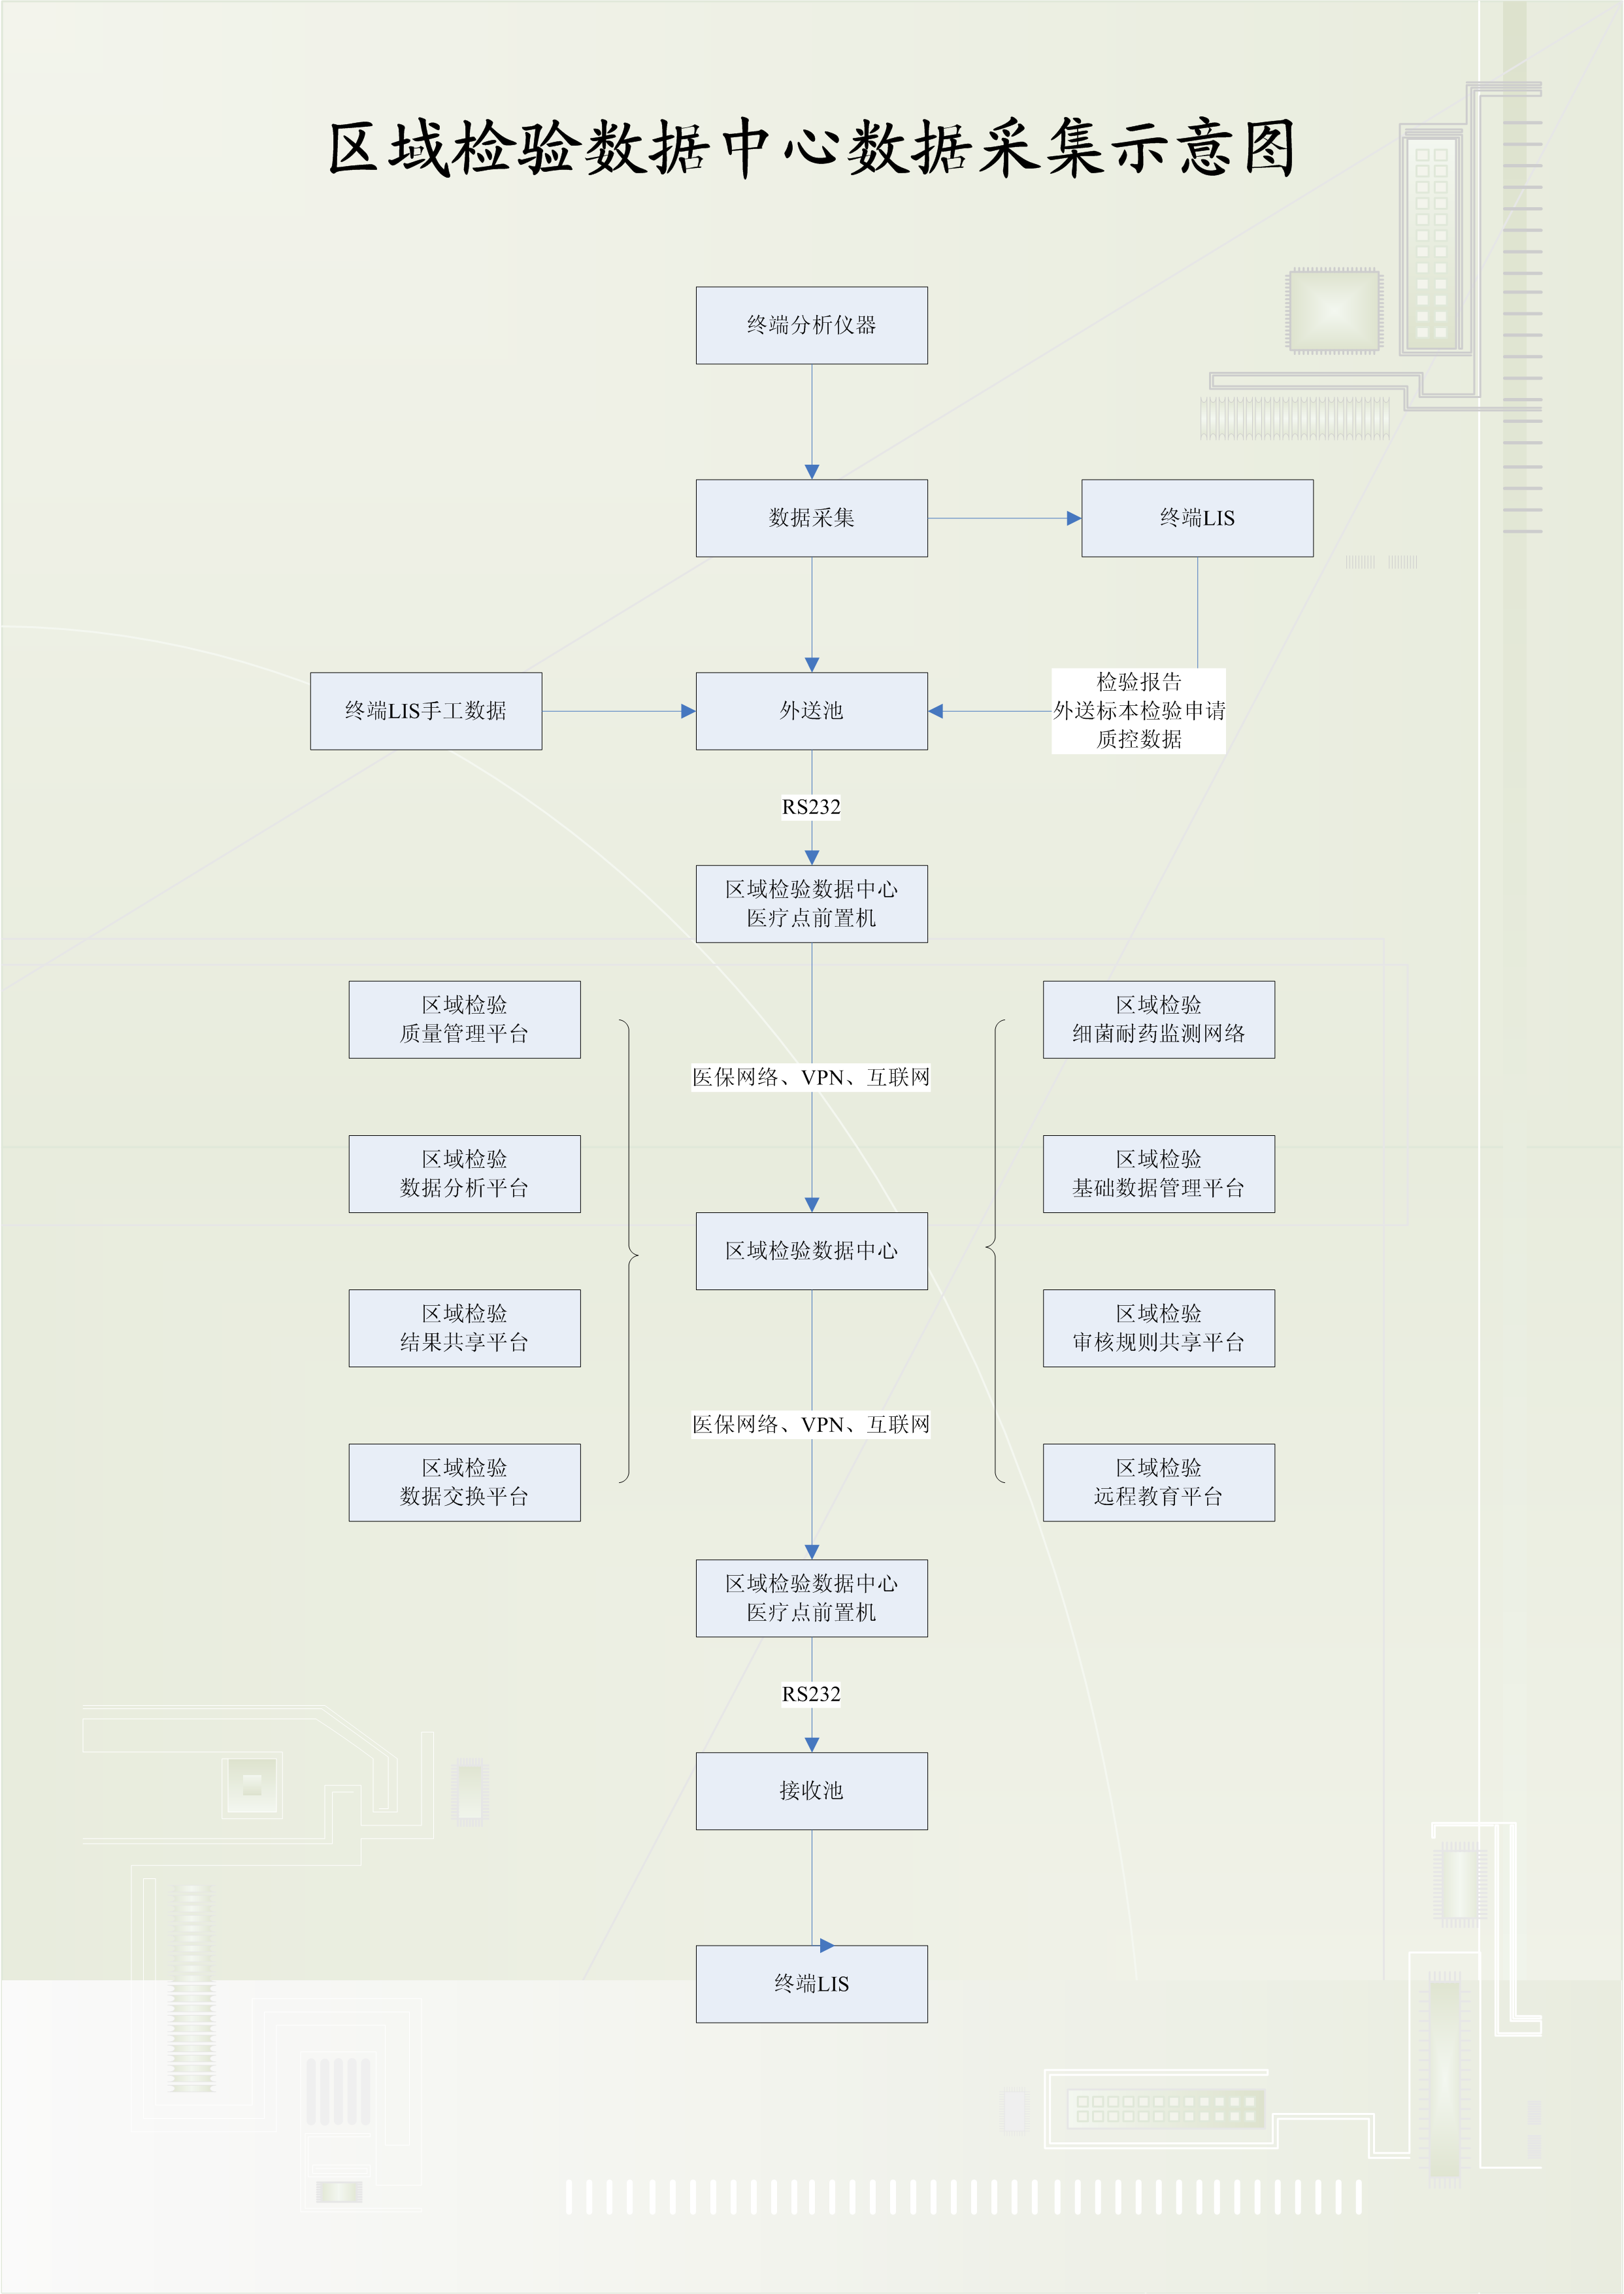 区域检验数据中心数据采集示意图
终端分析仪器
数据采集
终端LIS
终端LIS手工数据
外送池
检验报告
外送标本检验申请
质控数据
RS232
区域检验数据中心
医疗点前置机
区域检验
质量管理平台
区域检验
细菌耐药监测网络
医保网络、VPN、互联网
区域检验
数据分析平台
区域检验
基础数据管理平台
区域检验数据中心
区域检验
结果共享平台
区域检验
审核规则共享平台
医保网络、VPN、互联网
区域检验
数据交换平台
区域检验
远程教育平台
区域检验数据中心
医疗点前置机
RS232
接收池
终端LIS